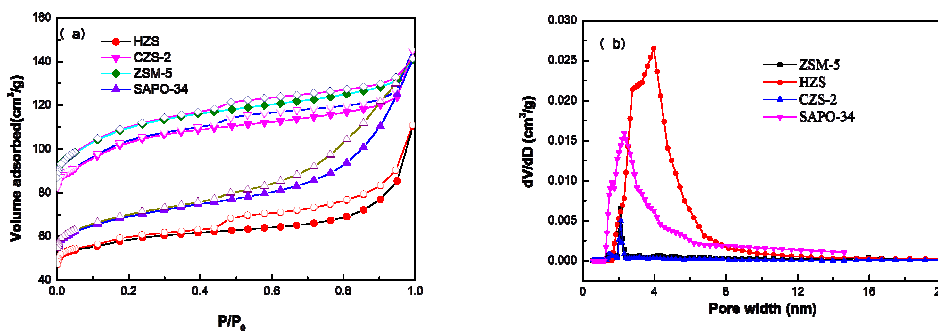 ( a)
HZS
CZS-2
ZSM-5
SAPO-34
Volume adsorbed(cm³/g)
160
140
120
100
80
60
40
0.0 0.2 0.4 0.6 0.8 1.0
P/P₀
( b)
ZSM-5
HZS
CZS-2
SAPO-34
dV/dD (cm³/g)
0.030
0.025
0.020
0.015
0.010
0.005
0.000
0 4 8 12 16 20
Pore width (nm)